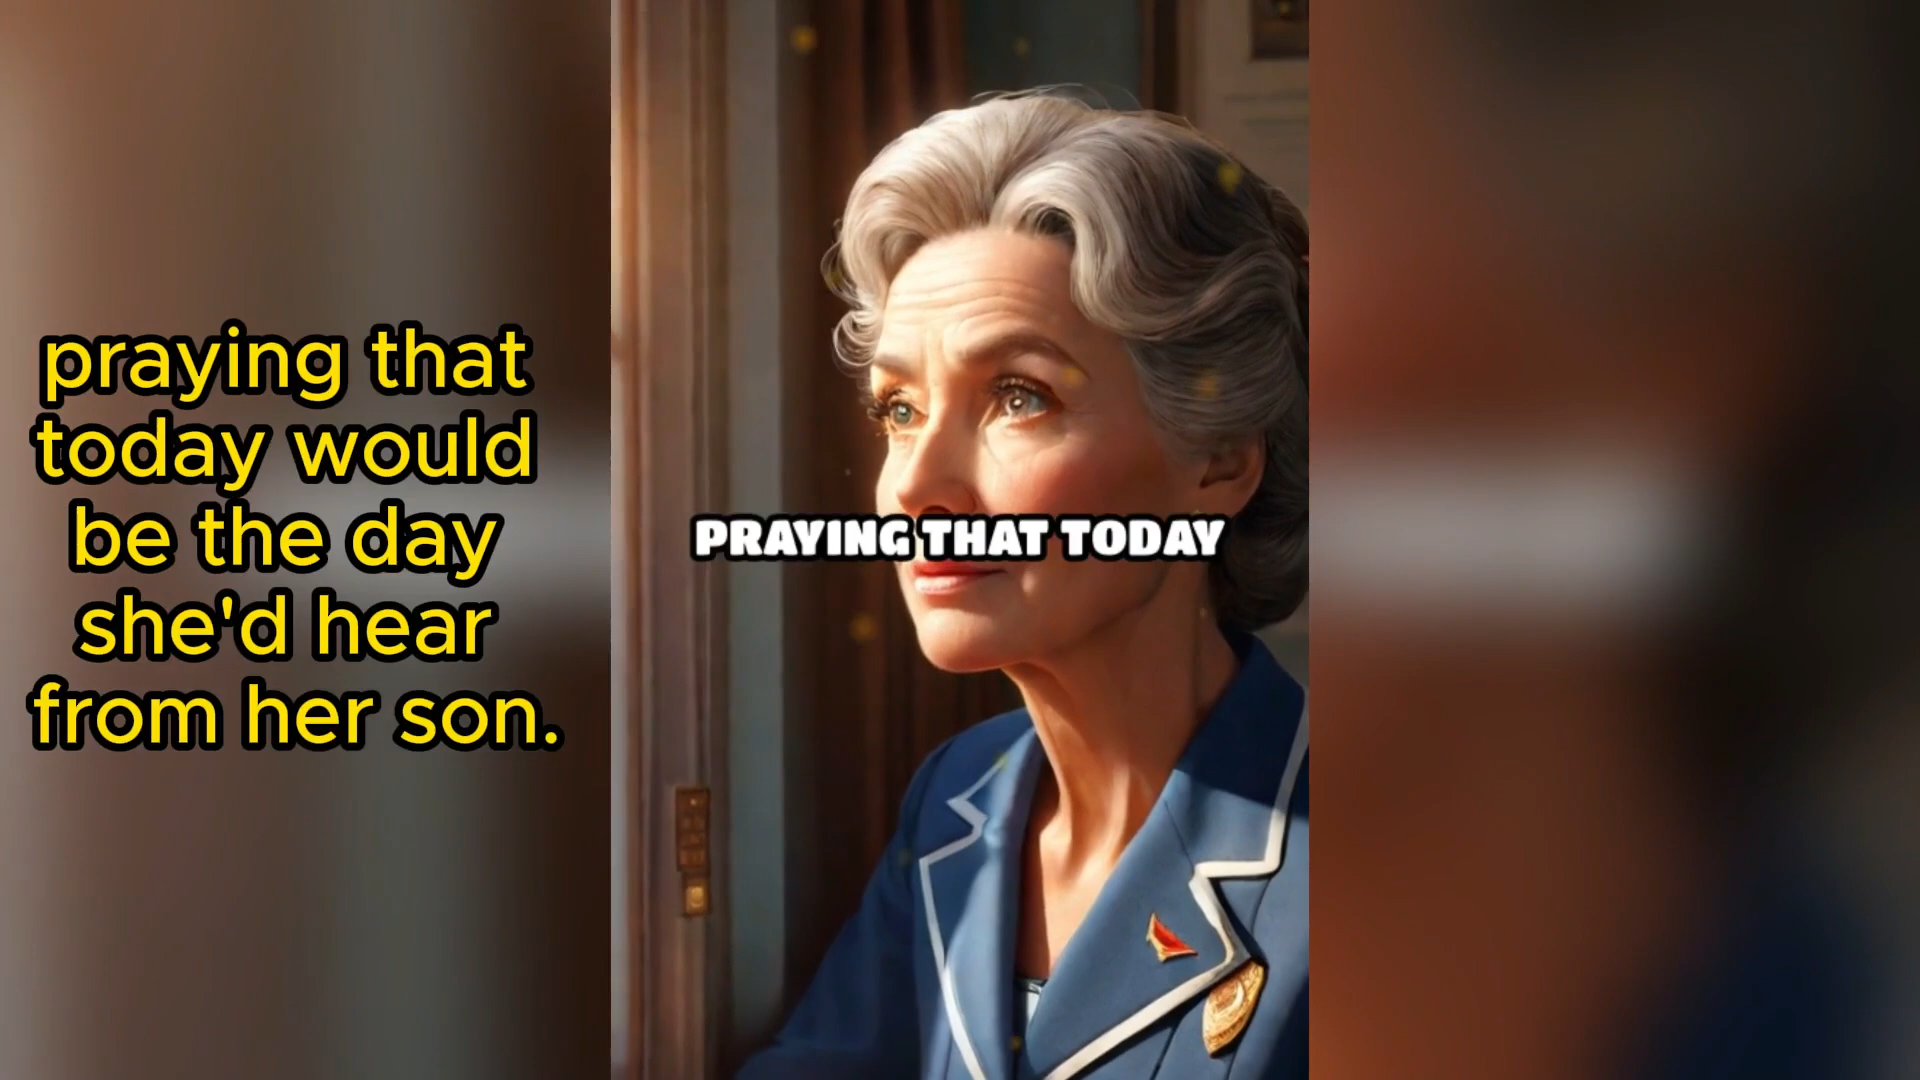 praying that
today would
be the day
she'd hear
from her son.
PRAYING THAT TODAY